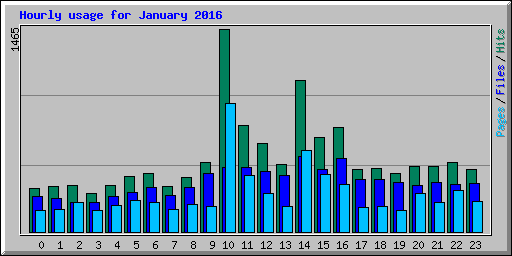 Hourly usage for January 2016
1465
Pages / Files / Hits
0 1 2 3 4 5 6 7 8 9 10 11 12 13 14 15 16 17 18 19 20 21 22 23